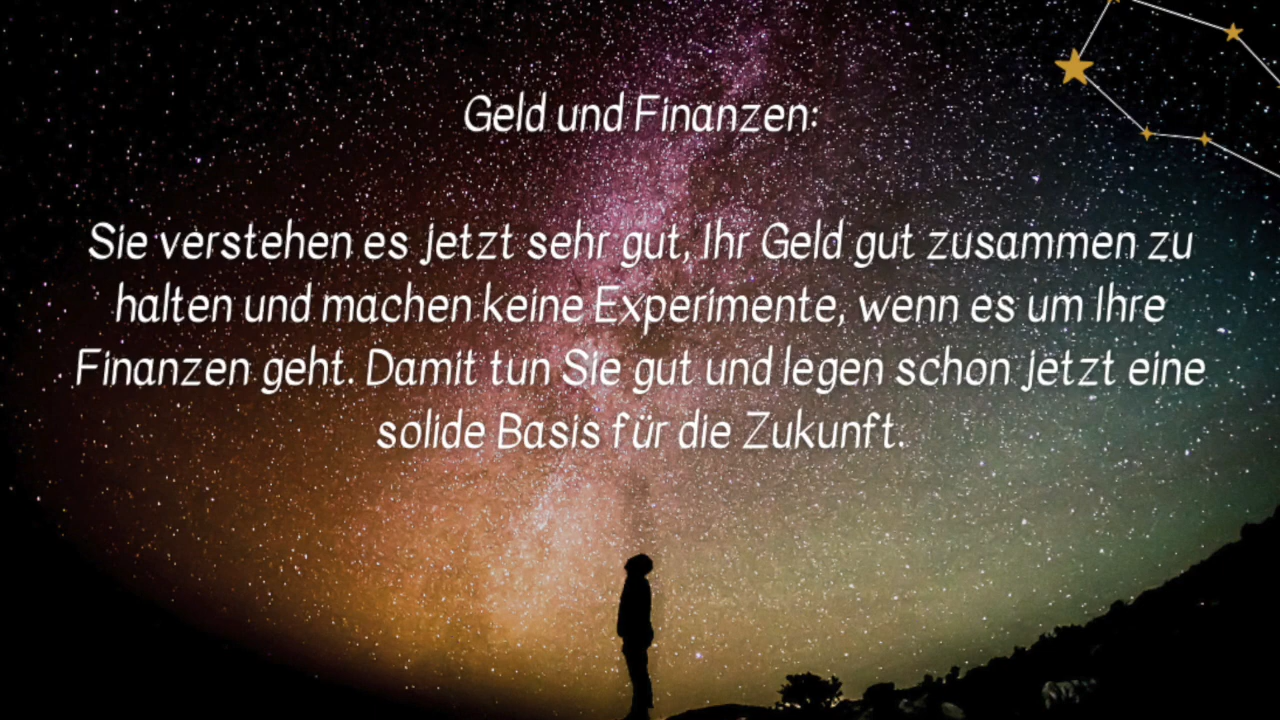 Geld und Finanzen:
Sie verstehen es jetzt sehr gut, Ihr Geld gut zusammen zu
halten und machen keine Experimente, wenn es um Ihre
Finanzen geht. Damit tun Sie gut und legen schon jetzt eine
solide Basis für die Zukunft.